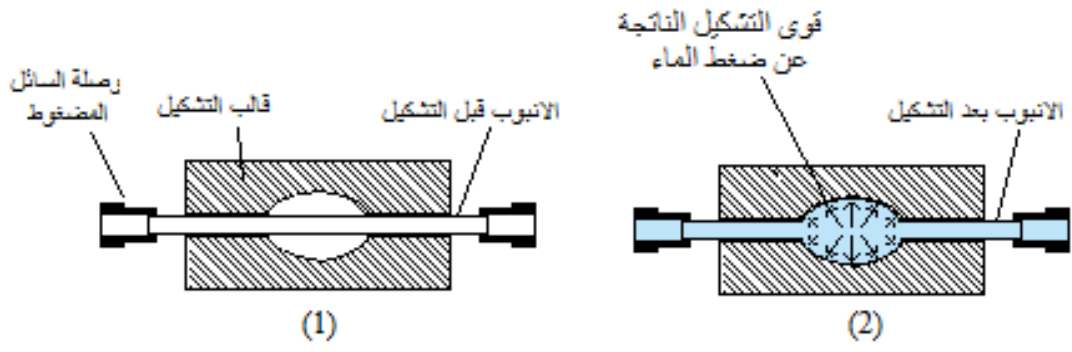 وصلة السائل
المضغوط
قالب التشكيل
الانبوب قبل التشكيل
(1)
قوى التشكيل الناتجة
عن ضغط الماء
الانبوب بعد التشكيل
(2)